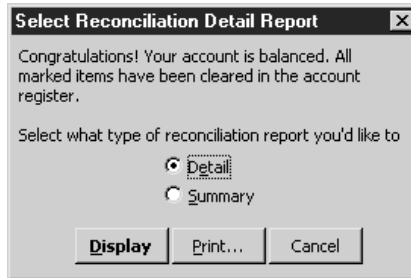 Select Reconciliation Detail Report
Congratulations! Your account is balanced. All
marked items have been cleared in the account
register.
Select what type of reconciliation report you'd like to
Detail
Summary
Display
Print...
Cancel